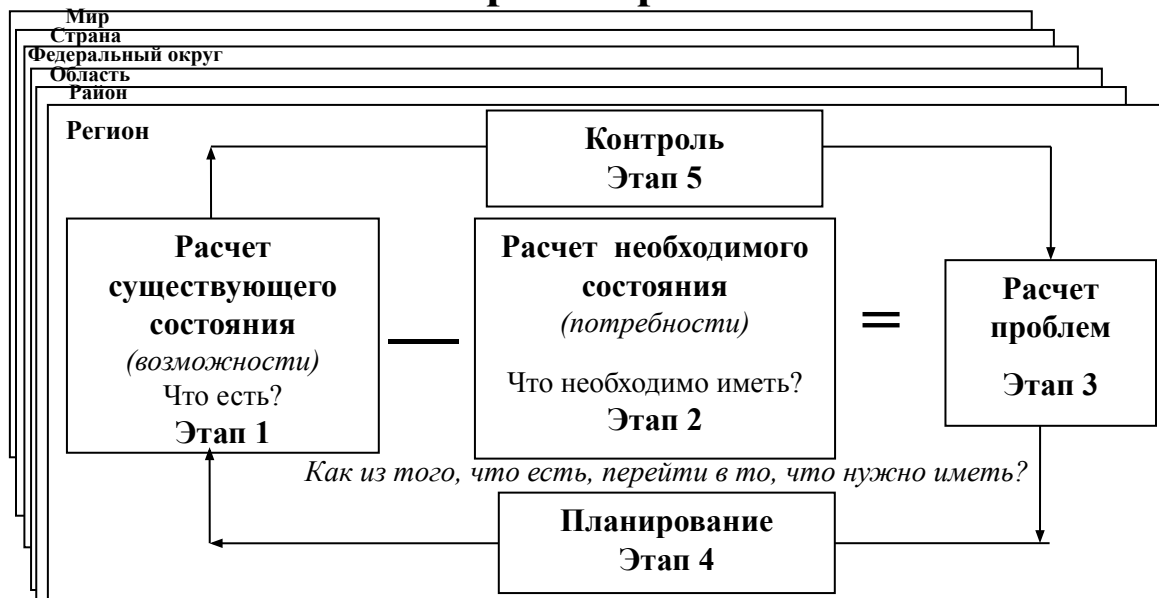 Мир
Страна
Федеральный округ
Область
Район
Регион
Контроль
Этап 5
Расчет
существующего
состояния
(возможности)
Что есть?
Этап 1
—
Расчет необходимого
состояния
(потребности)
Что необходимо иметь?
Этап 2
=
Расчет
проблем
Этап 3
Как из того, что есть, перейти в то, что нужно иметь?
Планирование
Этап 4